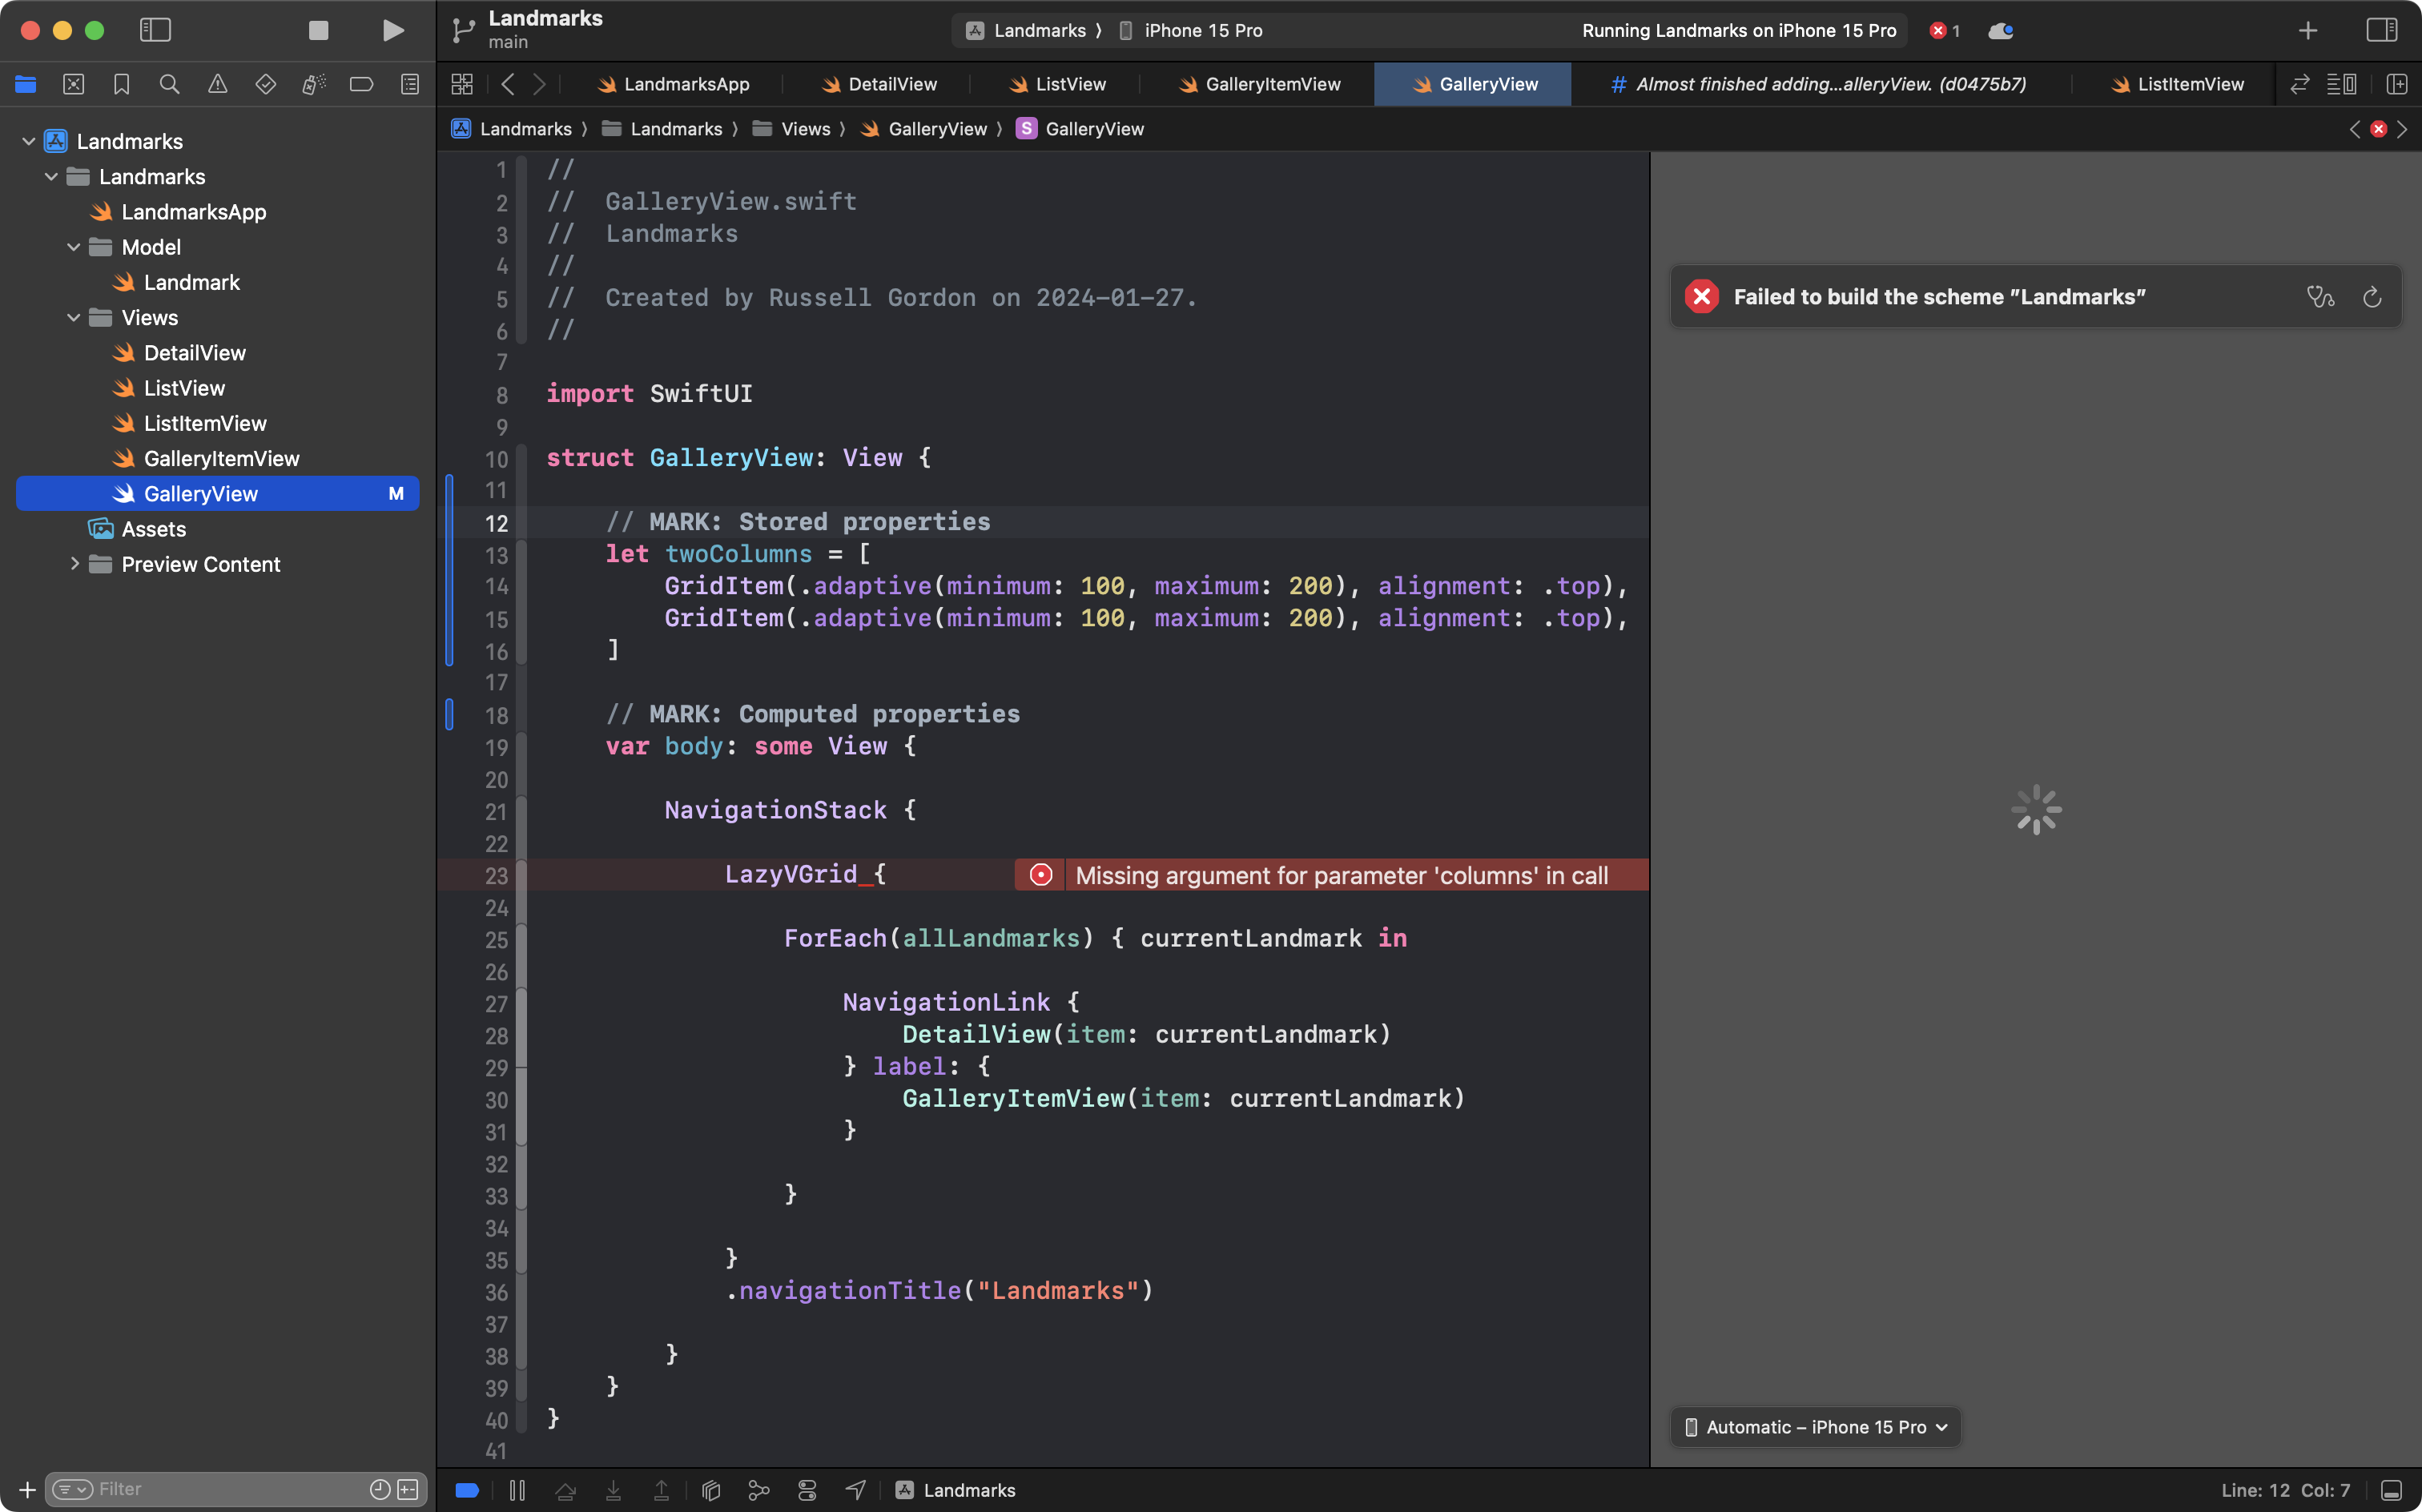 Landmarks
main
Landmarks 〉 iPhone 15 Pro
Running Landmarks on iPhone 15 Pro
1
LandmarksApp
DetailView
ListView
GalleryItemView
GalleryView
# Almost finished adding...alleryView. (d0475b7)
ListItemView
Landmarks 〉 Landmarks 〉 Views 〉 GalleryView 〉 S GalleryView
Landmarks
Landmarks
LandmarksApp
Model
Landmark
Views
DetailView
ListView
ListItemView
GalleryItemView
GalleryView M
Assets
Preview Content
Filter
1 //
2 //  GalleryView.swift
3 //  Landmarks
4 //
5 //  Created by Russell Gordon on 2024-01-27.
6 //
7
8 import SwiftUI
9
10 struct GalleryView: View {
11
12     // MARK: Stored properties
13     let twoColumns = [
14         GridItem(.adaptive(minimum: 100, maximum: 200), alignment: .top),
15         GridItem(.adaptive(minimum: 100, maximum: 200), alignment: .top),
16     ]
17
18     // MARK: Computed properties
19     var body: some View {
20
21         NavigationStack {
22
23             LazyVGrid {    Missing argument for parameter 'columns' in call
24
25                 ForEach(allLandmarks) { currentLandmark in
26
27                     NavigationLink {
28                         DetailView(item: currentLandmark)
29                     } label: {
30                         GalleryItemView(item: currentLandmark)
31                     }
32
33                 }
34
35             }
36             .navigationTitle("Landmarks")
37
38         }
39     }
40 }
41
Failed to build the scheme "Landmarks"
Automatic – iPhone 15 Pro
Landmarks
Line: 12 Col: 7